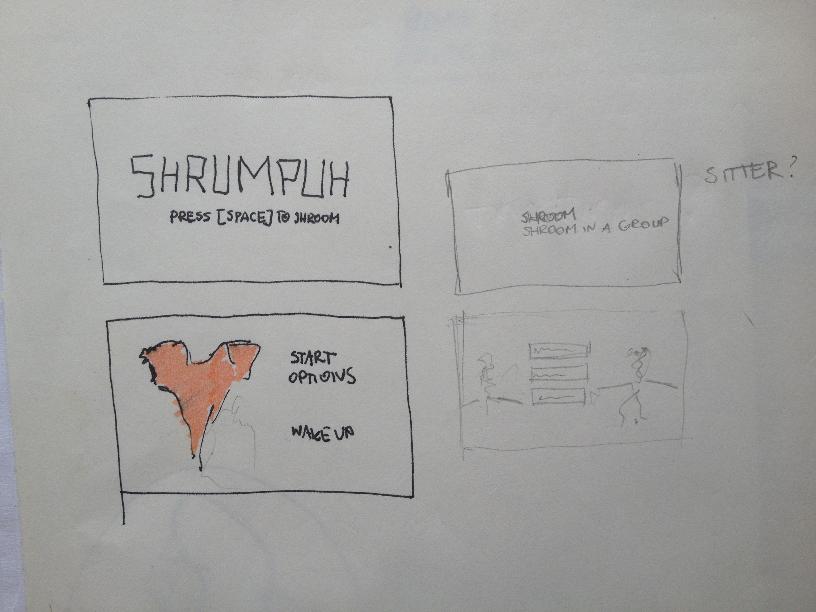 SHRUMPUH
PRESS [SPACE] TO SHROOM
SITTER?
SHROOM
SHROOM IN A GROUP
START
OPTIONS
WAKE UP